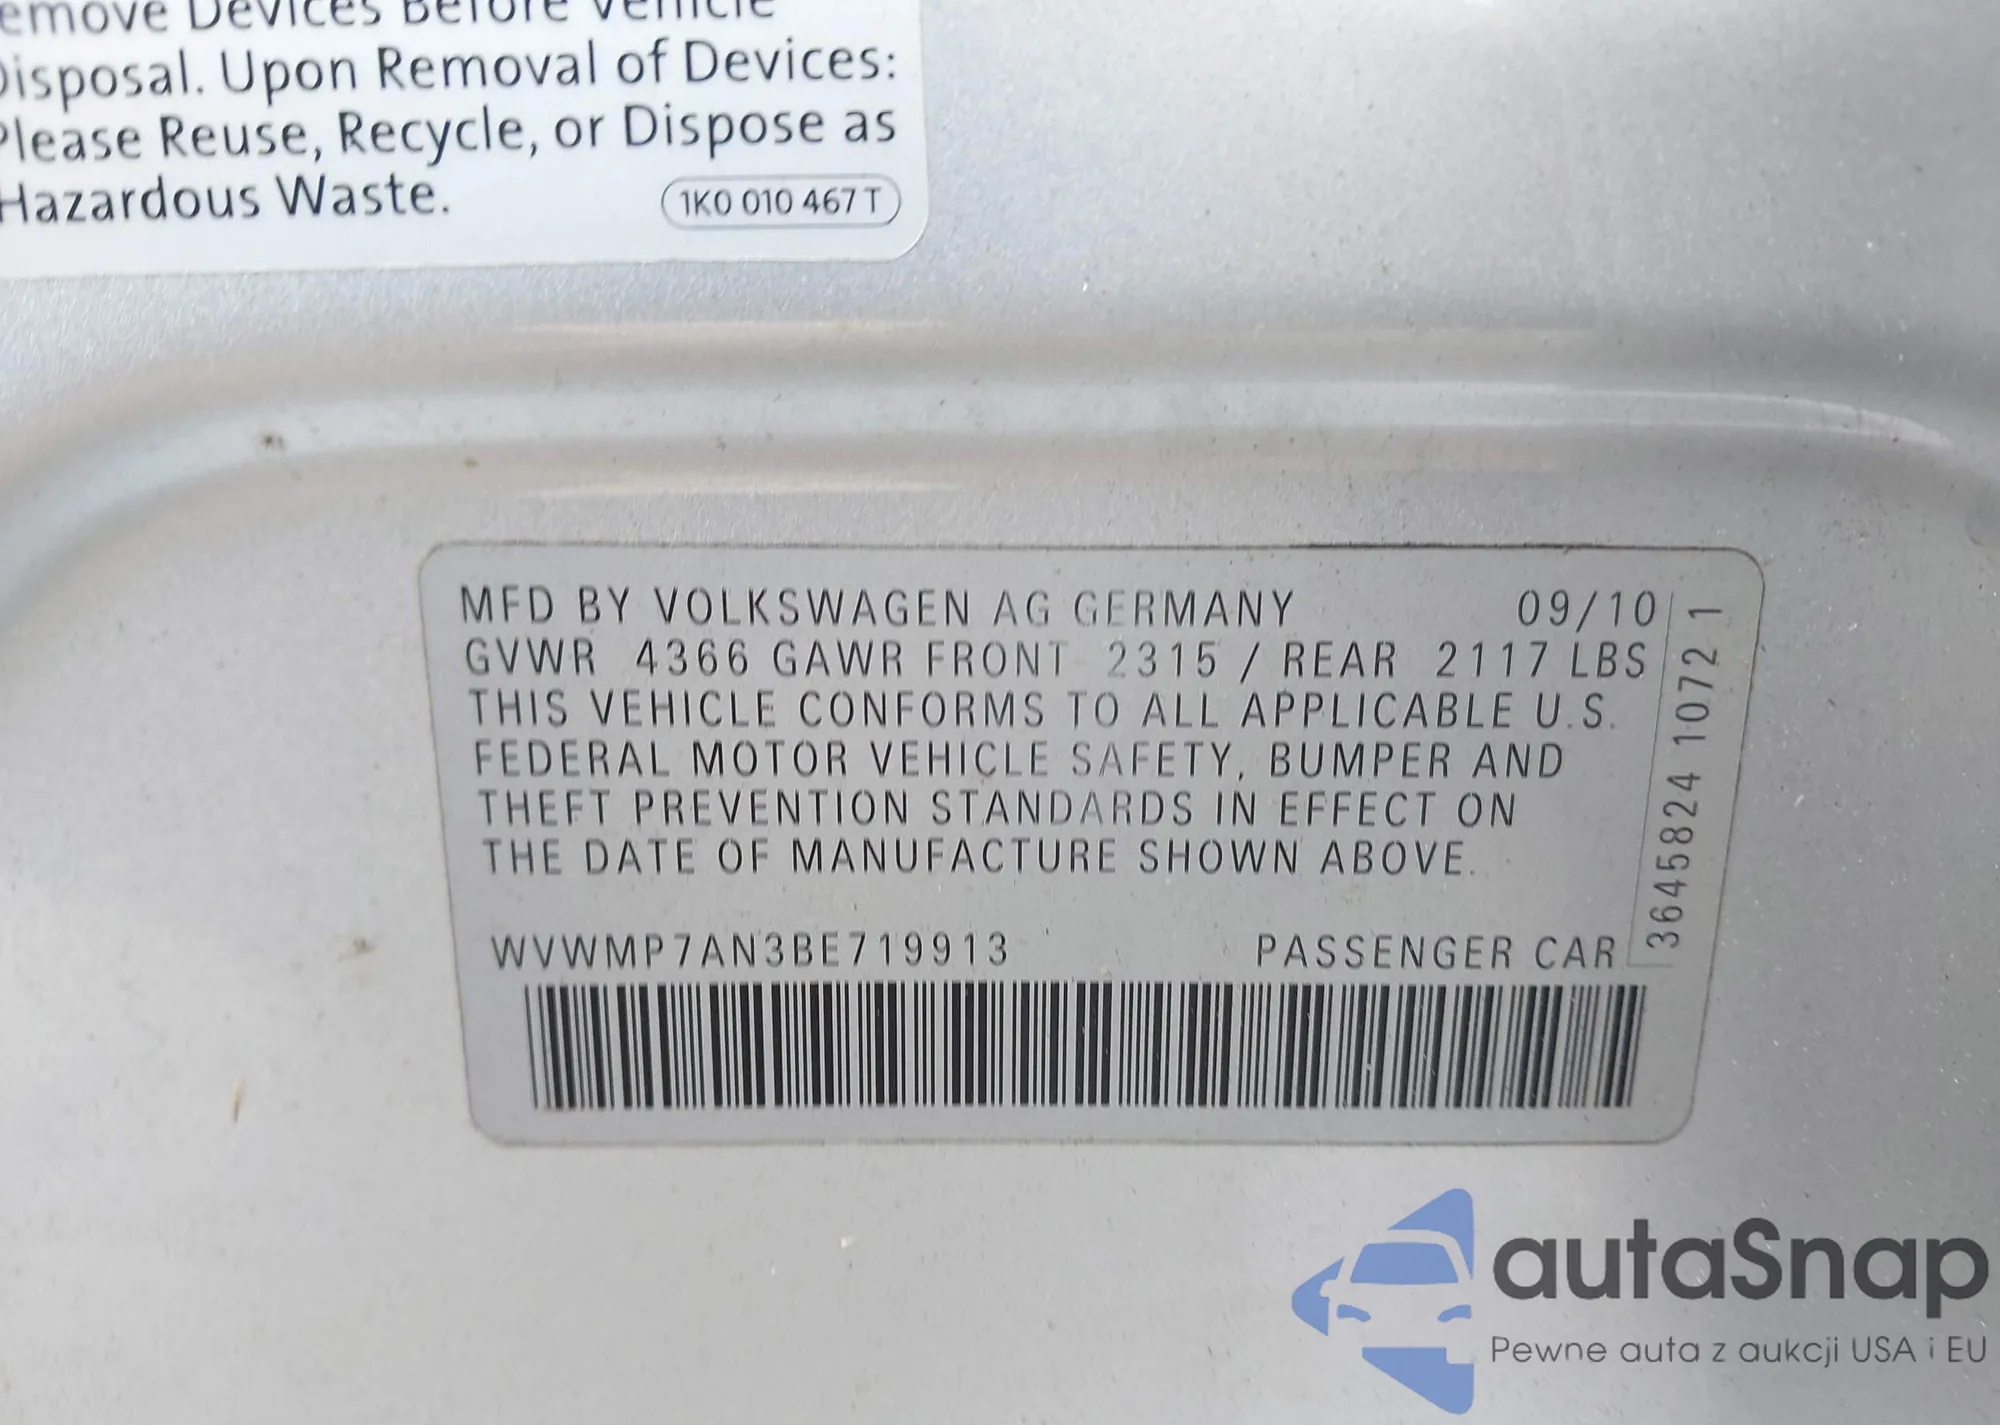 emove Devices Before Vehicle
Disposal. Upon Removal of Devices:
Please Reuse, Recycle, or Dispose as
Hazardous Waste.
1K0 010 467 T
MFD BY VOLKSWAGEN AG GERMANY 09/10
GVWR 4366 GAWR FRONT 2315 / REAR 2117 LBS
THIS VEHICLE CONFORMS TO ALL APPLICABLE U.S.
FEDERAL MOTOR VEHICLE SAFETY, BUMPER AND
THEFT PREVENTION STANDARDS IN EFFECT ON
THE DATE OF MANUFACTURE SHOWN ABOVE.
WVWMP7AN3BE719913 PASSENGER CAR
3645824 1072 1
autaSnap
Pewne auta z aukcji USA i EU